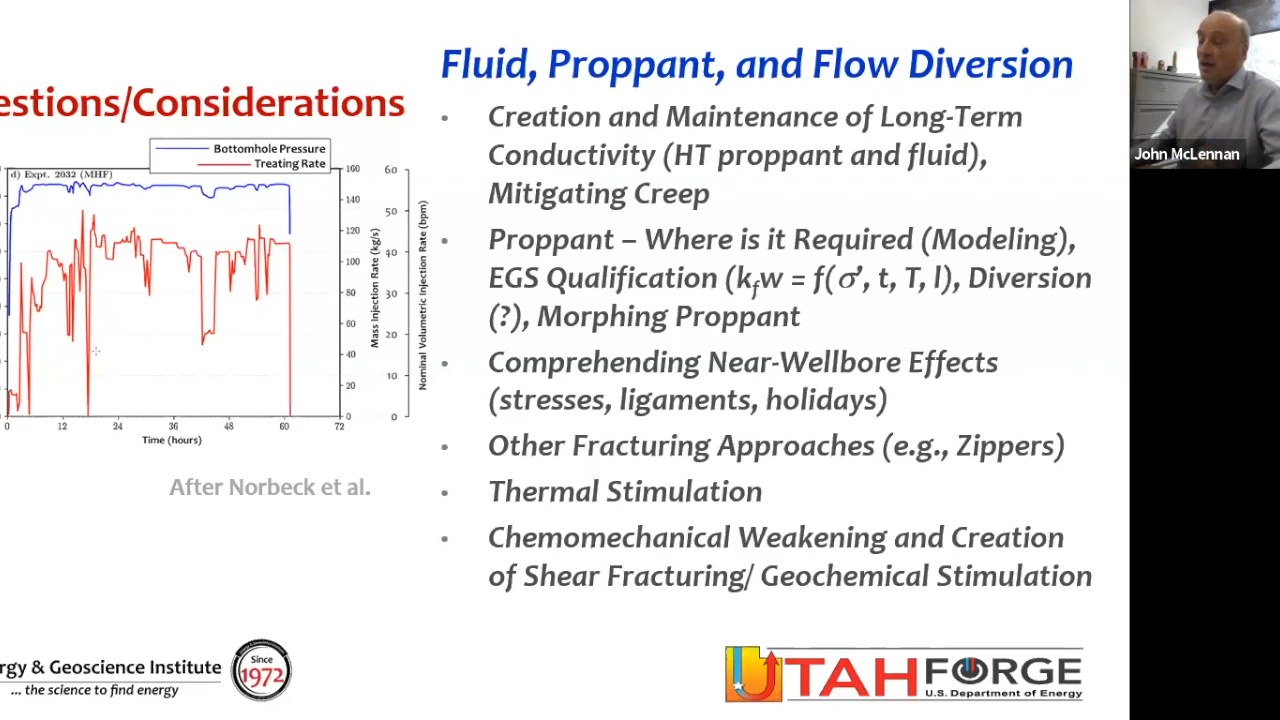 Fluid, Proppant, and Flow Diversion
estions/Considerations
Bottomhole Pressure
Treating Rate
d) Expt. 2032 (MHF)
160
140
120
100
80
60
40
20
0
Mass Injection Rate (kg/s)
60
50
40
30
20
10
0
Nominal Volumetric Injection Rate (bpm)
0 12 24 36 48 60 72
Time (hours)
After Norbeck et al.
• Creation and Maintenance of Long-Term
Conductivity (HT proppant and fluid),
Mitigating Creep
• Proppant – Where is it Required (Modeling),
EGS Qualification (kfw = f(σ', t, T, l), Diversion
(?), Morphing Proppant
• Comprehending Near-Wellbore Effects
(stresses, ligaments, holidays)
• Other Fracturing Approaches (e.g., Zippers)
• Thermal Stimulation
• Chemomechanical Weakening and Creation
of Shear Fracturing/ Geochemical Stimulation
John McLennan
rgy & Geoscience Institute
... the science to find energy
Since
1972
UTAH FORGE
U.S. Department of Energy